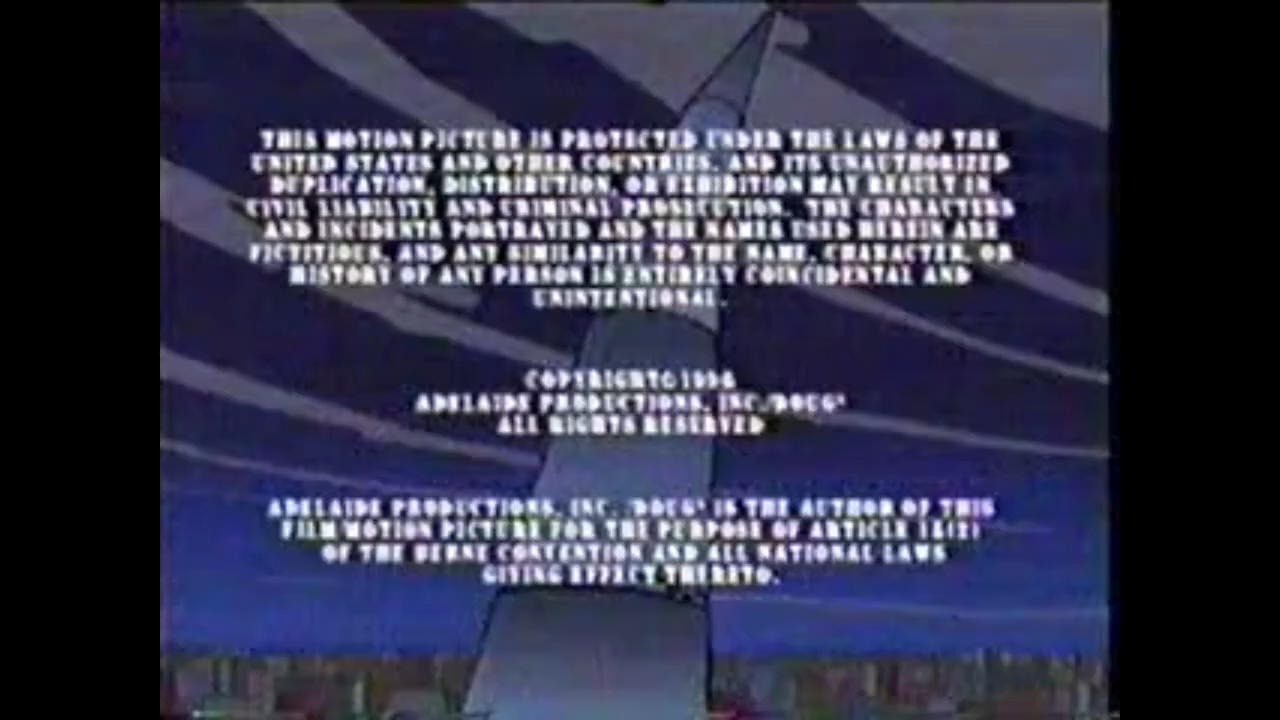 THIS MOTION PICTURE IS PROTECTED UNDER THE LAWS OF THE
UNITED STATES AND OTHER COUNTRIES, AND ITS UNAUTHORIZED
DUPLICATION, DISTRIBUTION, OR EXHIBITION MAY RESULT IN
CIVIL LIABILITY AND CRIMINAL PROSECUTION. THE CHARACTERS
AND INCIDENTS PORTRAYED AND THE NAMES USED HEREIN ARE
FICTITIOUS, AND ANY SIMILARITY TO THE NAME, CHARACTER, OR
HISTORY OF ANY PERSON IS ENTIRELY COINCIDENTAL AND
UNINTENTIONAL.
COPYRIGHT©
ADELAIDE PRODUCTIONS, INC./"DOUG"
ALL RIGHTS RESERVED
ADELAIDE PRODUCTIONS, INC. /"DOUG" IS THE AUTHOR OF THIS
FILM/MOTION PICTURE FOR THE PURPOSE OF ARTICLE
OF THE BERNE CONVENTION AND ALL NATIONAL LAWS
GIVING EFFECT THERETO.